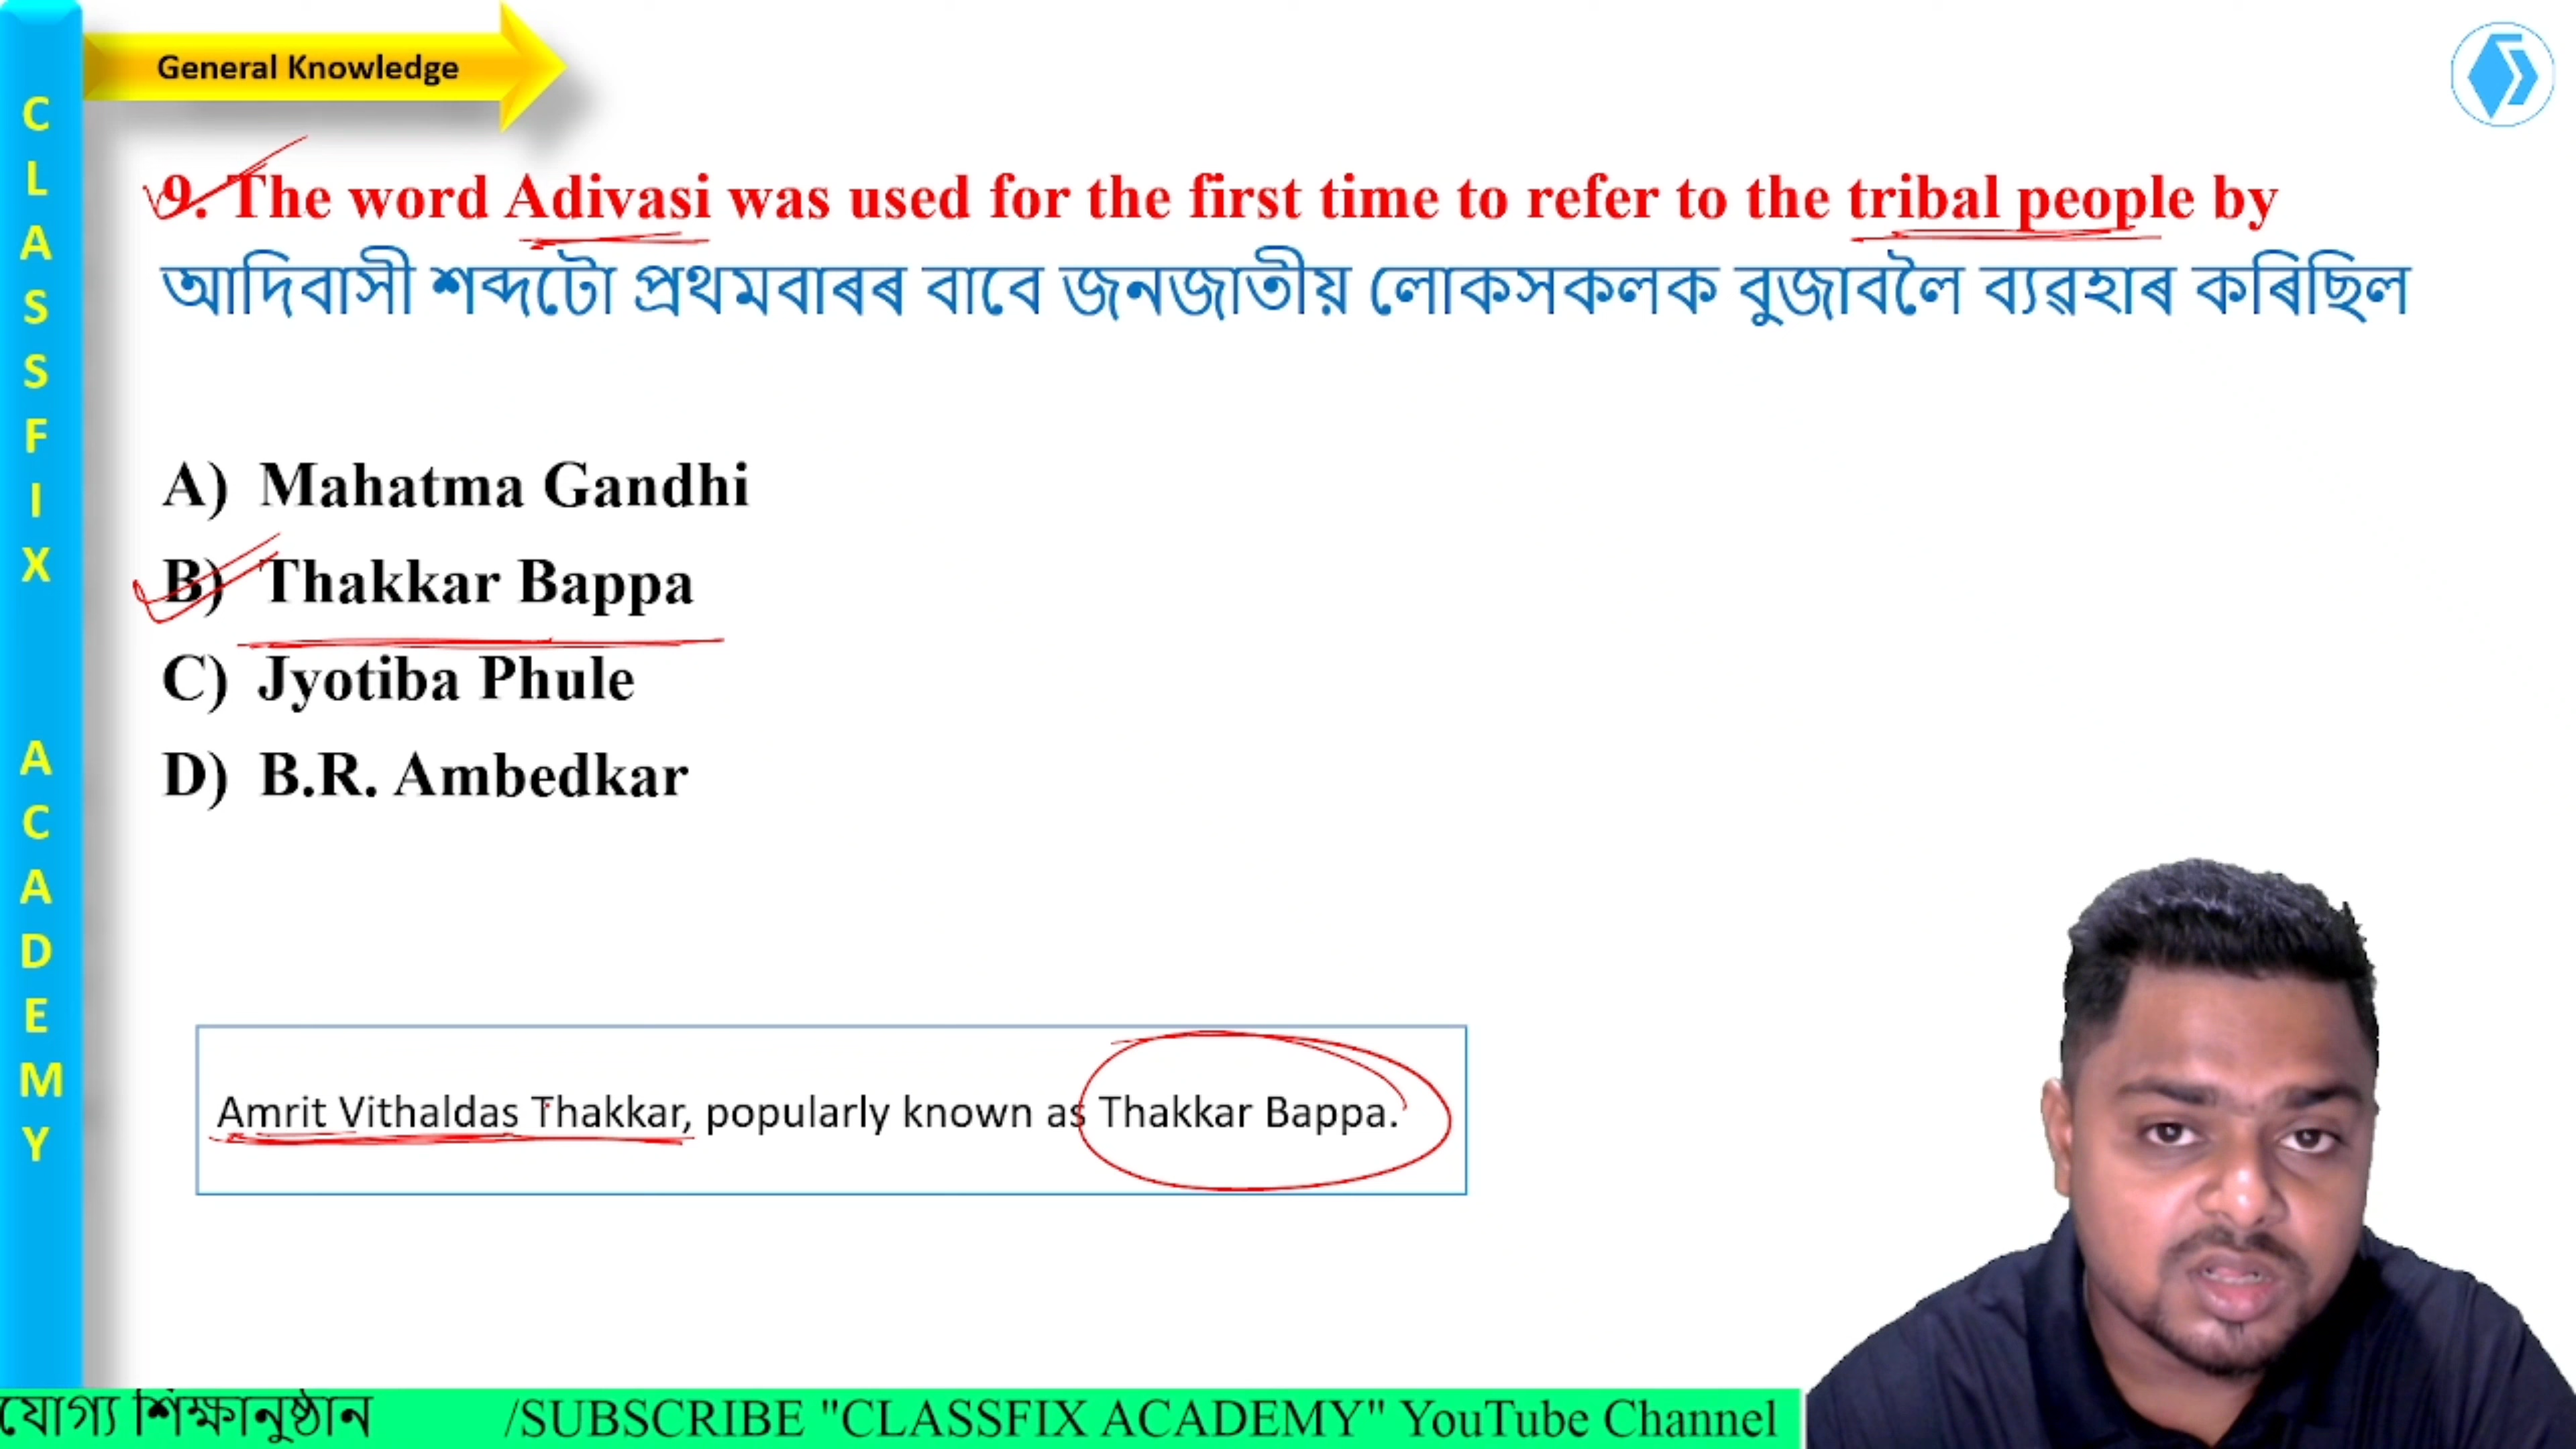 General Knowledge
CLASSFIX ACADEMY
9. The word Adivasi was used for the first time to refer to the tribal people by
আদিবাসী শব্দটো প্ৰথমবাৰৰ বাবে জনজাতীয় লোকসকলক বুজাবলৈ ব্যৱহাৰ কৰিছিল
A) Mahatma Gandhi
B) Thakkar Bappa
C) Jyotiba Phule
D) B.R. Ambedkar
Amrit Vithaldas Thakkar, popularly known as Thakkar Bappa.
যোগ্য শিক্ষানুষ্ঠান /SUBSCRIBE "CLASSFIX ACADEMY" YouTube Channel